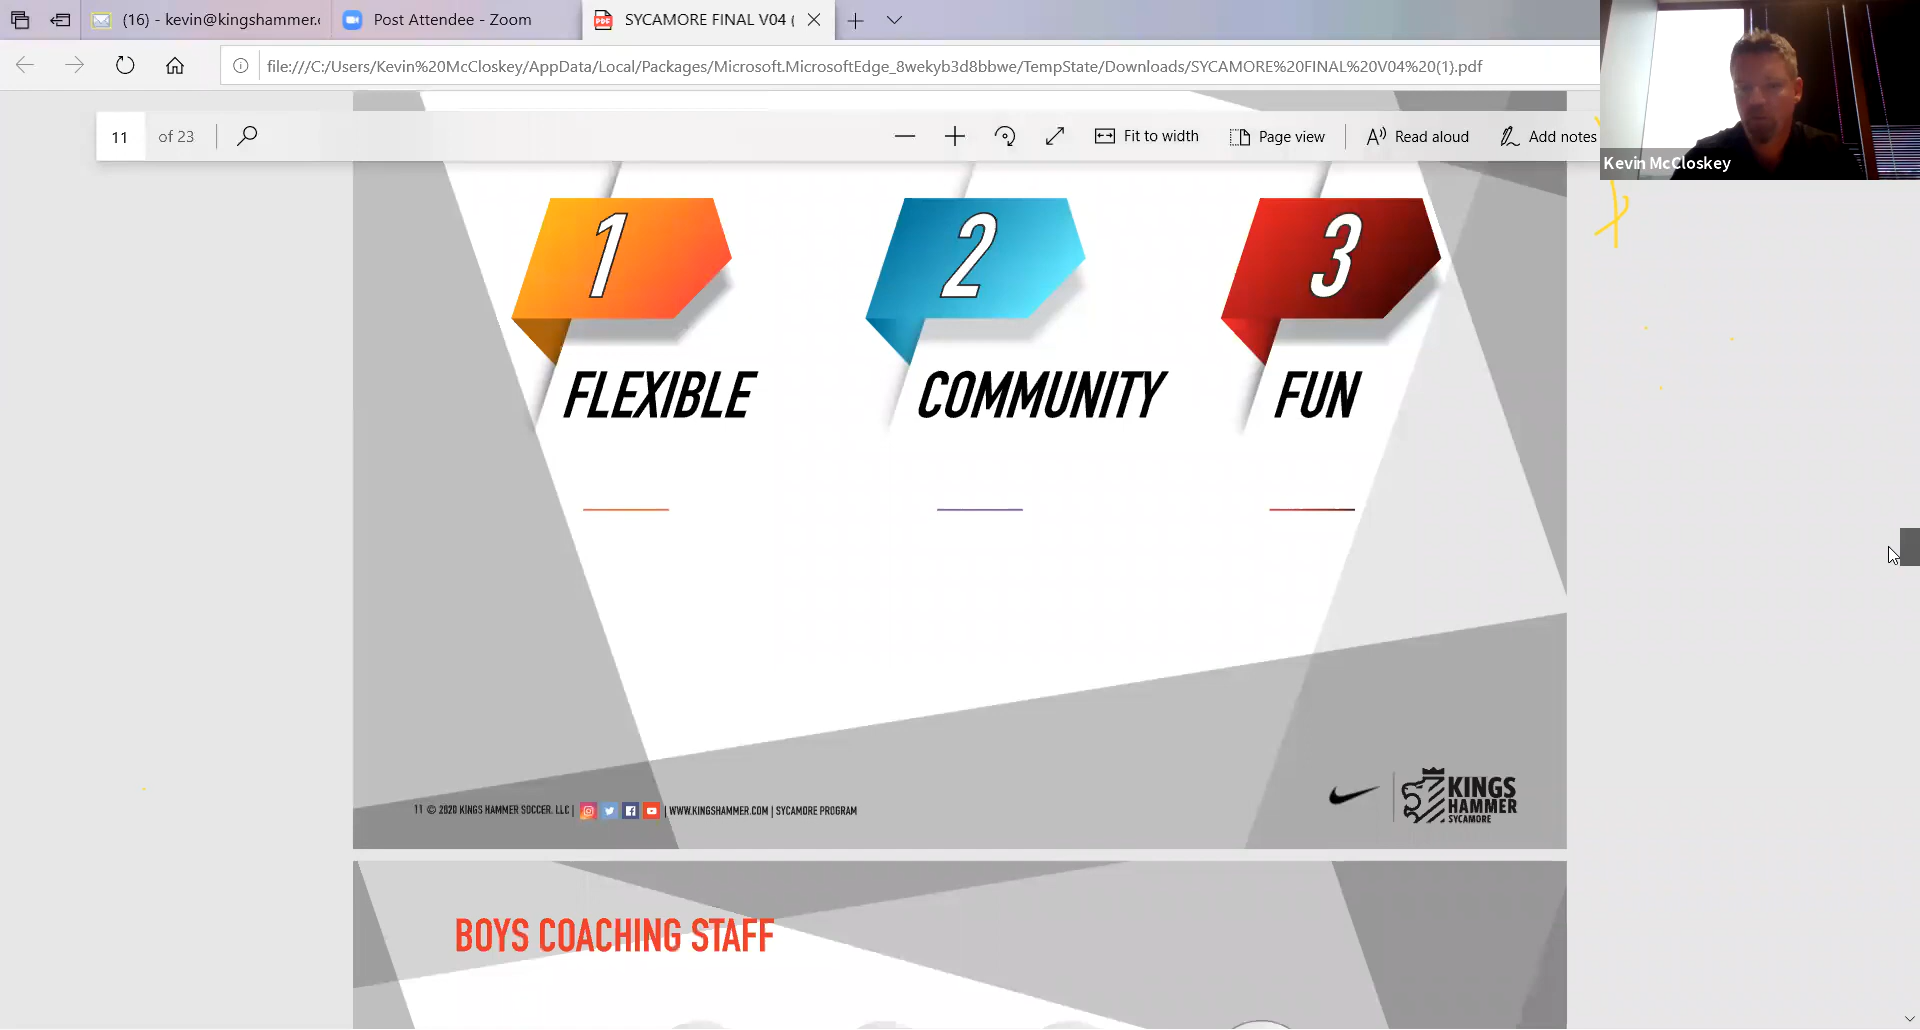 (16) - kevin@kingshammer.c
Post Attendee - Zoom
SYCAMORE FINAL V04 (
file:///C:/Users/Kevin%20McCloskey/AppData/Local/Packages/Microsoft.MicrosoftEdge_8wekyb3d8bbwe/TempState/Downloads/SYCAMORE%20FINAL%20V04%20(1).pdf
11 of 23
Fit to width
Page view
Read aloud
Add notes
Kevin McCloskey
1
2
3
FLEXIBLE
COMMUNITY
FUN
11 © 2020 KINGS HAMMER SOCCER. LLC | | WWW.KINGSHAMMER.COM | SYCAMORE PROGRAM
KINGS
HAMMER
SYCAMORE
BOYS COACHING STAFF